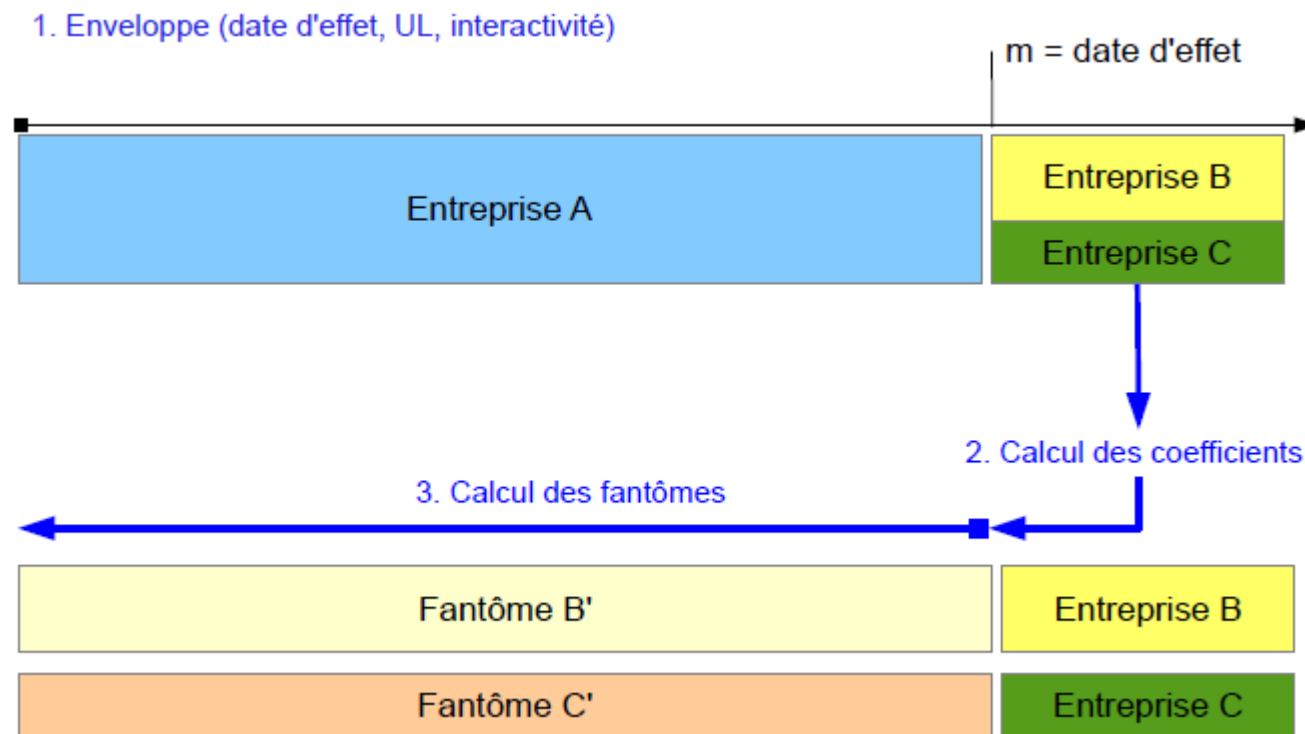 1. Enveloppe (date d'effet, UL, interactivité)
m = date d'effet
Entreprise A
Entreprise B
Entreprise C
2. Calcul des coefficients
3. Calcul des fantômes
Fantôme B'
Entreprise B
Fantôme C'
Entreprise C